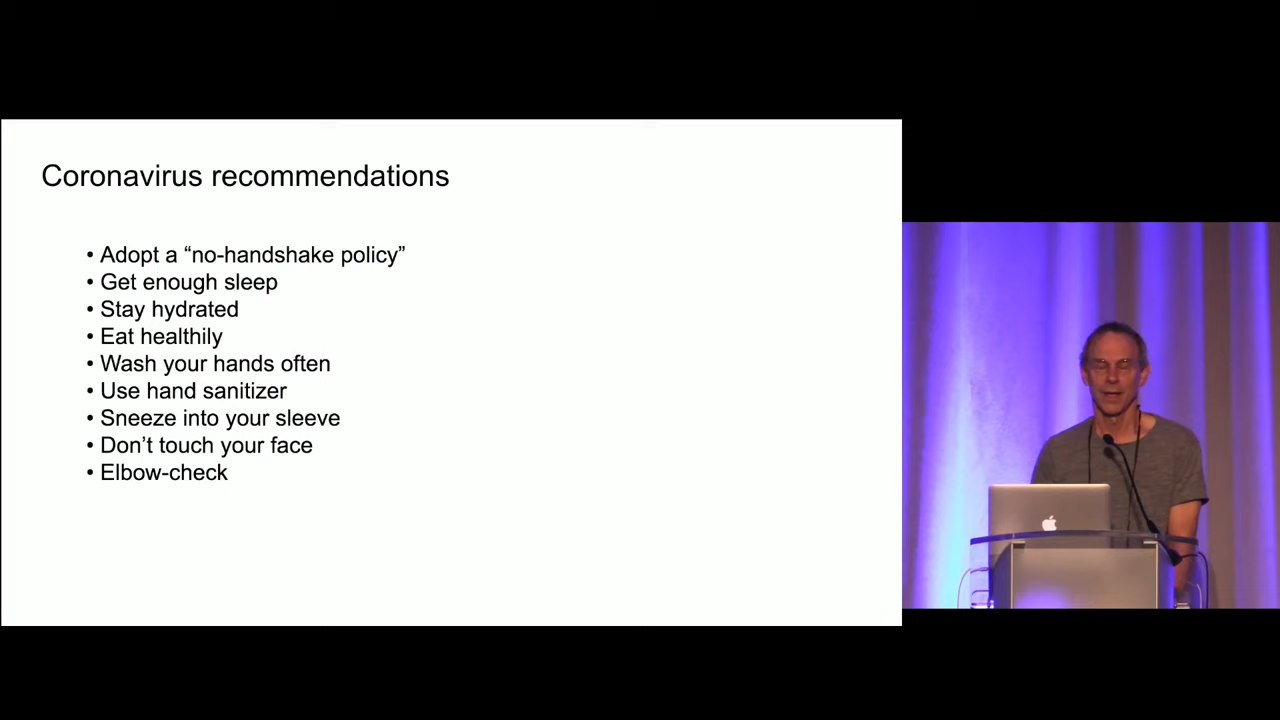 Coronavirus recommendations
• Adopt a “no-handshake policy”
• Get enough sleep
• Stay hydrated
• Eat healthily
• Wash your hands often
• Use hand sanitizer
• Sneeze into your sleeve
• Don’t touch your face
• Elbow-check